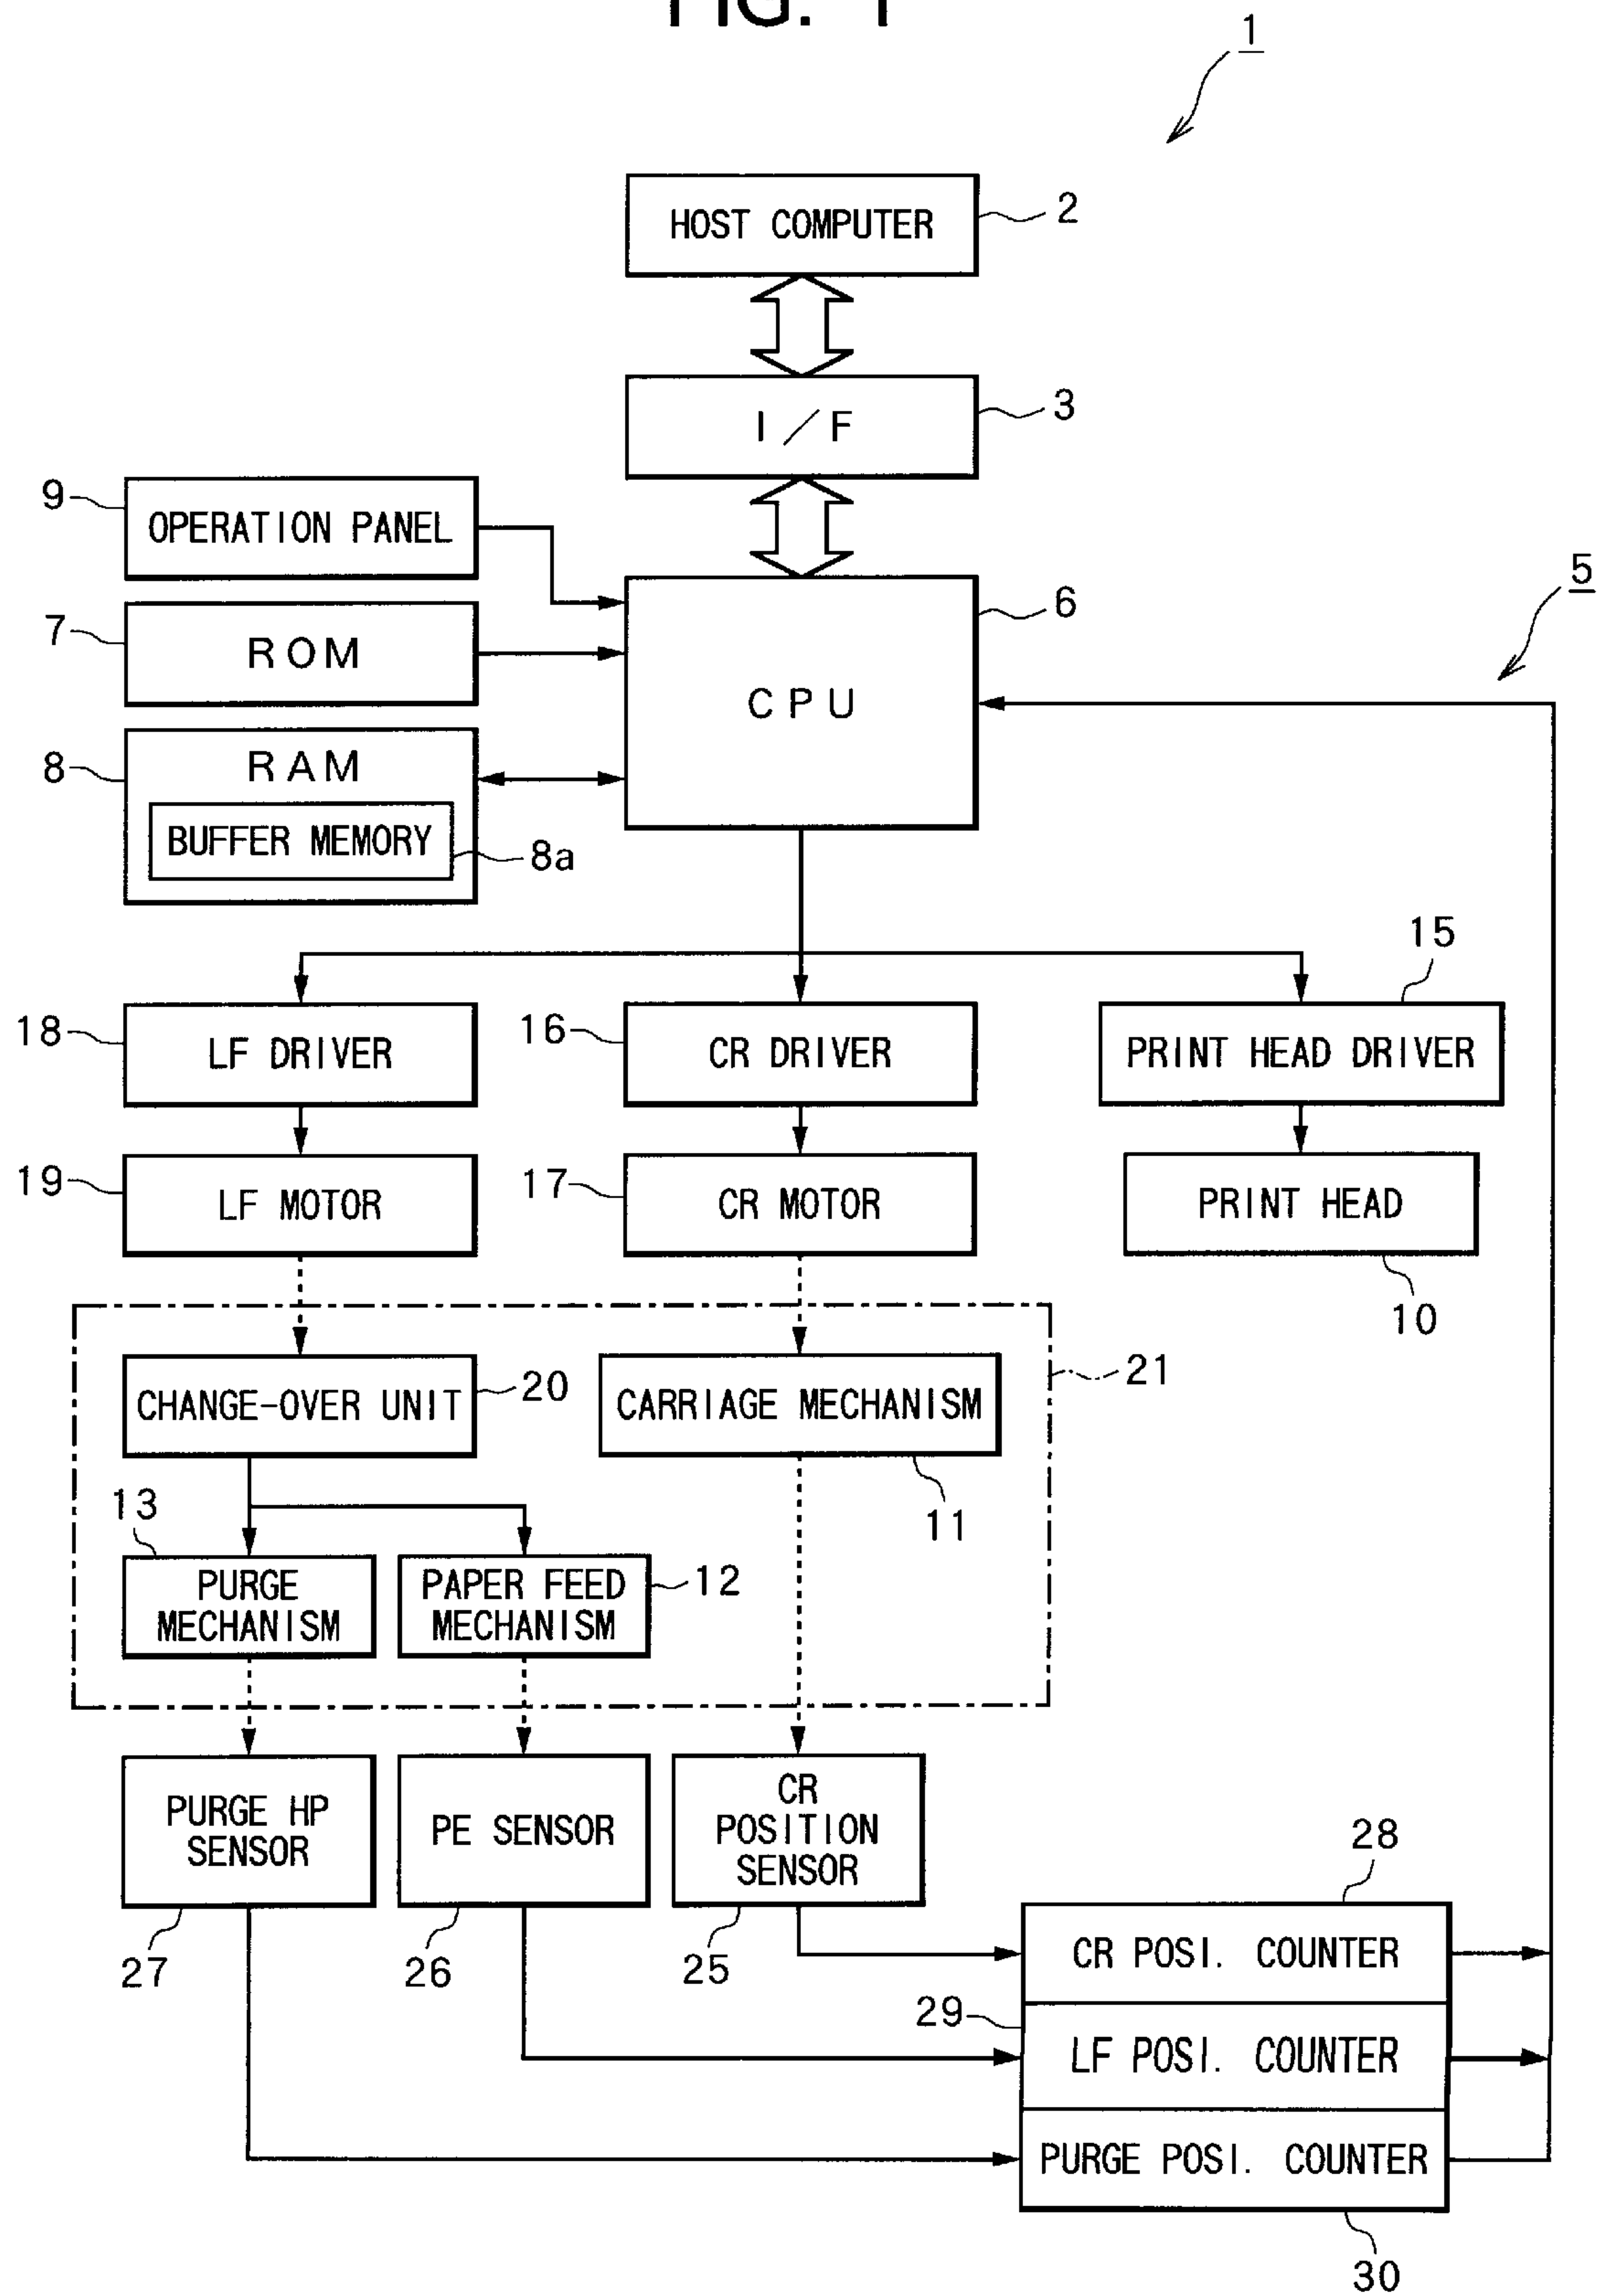 FIG. 1
1
HOST COMPUTER
2
I/F
3
9
OPERATION PANEL
5
6
7
ROM
CPU
8
RAM
BUFFER MEMORY
8a
15
18
LF DRIVER
16
CR DRIVER
PRINT HEAD DRIVER
19
LF MOTOR
17
CR MOTOR
PRINT HEAD
10
21
CHANGE-OVER UNIT
20
CARRIAGE MECHANISM
11
13
PURGE
MECHANISM
PAPER FEED
MECHANISM
12
PURGE HP
SENSOR
PE SENSOR
CR
POSITION
SENSOR
27
26
25
28
CR POSI. COUNTER
29
LF POSI. COUNTER
PURGE POSI. COUNTER
30